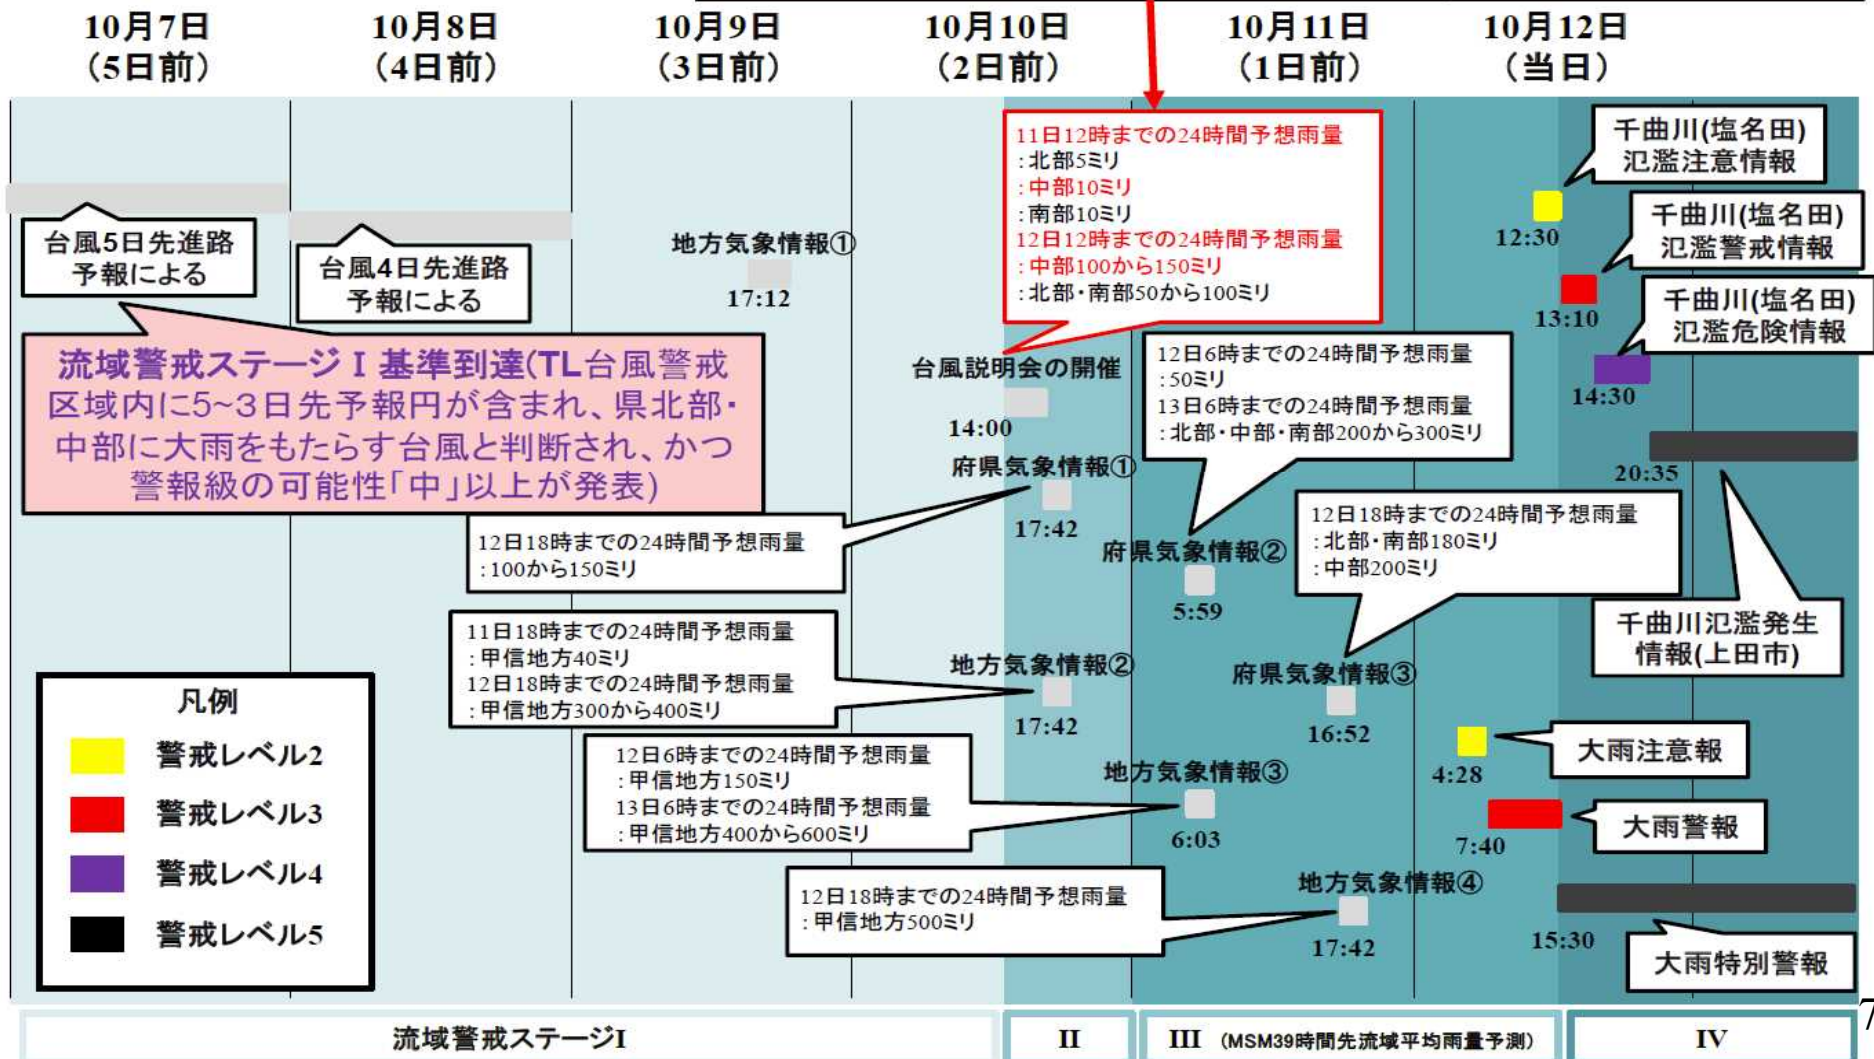 10月7日
（5日前）
10月8日
（4日前）
10月9日
（3日前）
10月10日
（2日前）
10月11日
（1日前）
10月12日
（当日）
台風5日先進路
予報による
台風4日先進路
予報による
流域警戒ステージⅠ基準到達(TL台風警戒
区域内に5~3日先予報円が含まれ、県北部・
中部に大雨をもたらす台風と判断され、かつ
警報級の可能性「中」以上が発表)
地方気象情報①
17:12
11日12時までの24時間予想雨量
：北部5ミリ
：中部10ミリ
：南部10ミリ
12日12時までの24時間予想雨量
：中部100から150ミリ
：北部・南部50から100ミリ
台風説明会の開催
14:00
府県気象情報①
17:42
12日18時までの24時間予想雨量
：100から150ミリ
11日18時までの24時間予想雨量
：甲信地方40ミリ
12日18時までの24時間予想雨量
：甲信地方300から400ミリ
地方気象情報②
17:42
12日6時までの24時間予想雨量
：50ミリ
13日6時までの24時間予想雨量
：北部・中部・南部200から300ミリ
府県気象情報②
5:59
12日18時までの24時間予想雨量
：北部・南部180ミリ
：中部200ミリ
府県気象情報③
16:52
12日6時までの24時間予想雨量
：甲信地方150ミリ
13日6時までの24時間予想雨量
：甲信地方400から600ミリ
地方気象情報③
6:03
12日18時までの24時間予想雨量
：甲信地方500ミリ
地方気象情報④
17:42
千曲川(塩名田)
氾濫注意情報
12:30
千曲川(塩名田)
氾濫警戒情報
13:10
千曲川(塩名田)
氾濫危険情報
14:30
20:35
千曲川氾濫発生
情報(上田市)
大雨注意報
4:28
大雨警報
7:40
15:30
大雨特別警報
凡例
警戒レベル2
警戒レベル3
警戒レベル4
警戒レベル5
流域警戒ステージI
II
III （MSM39時間先流域平均雨量予測）
IV
7